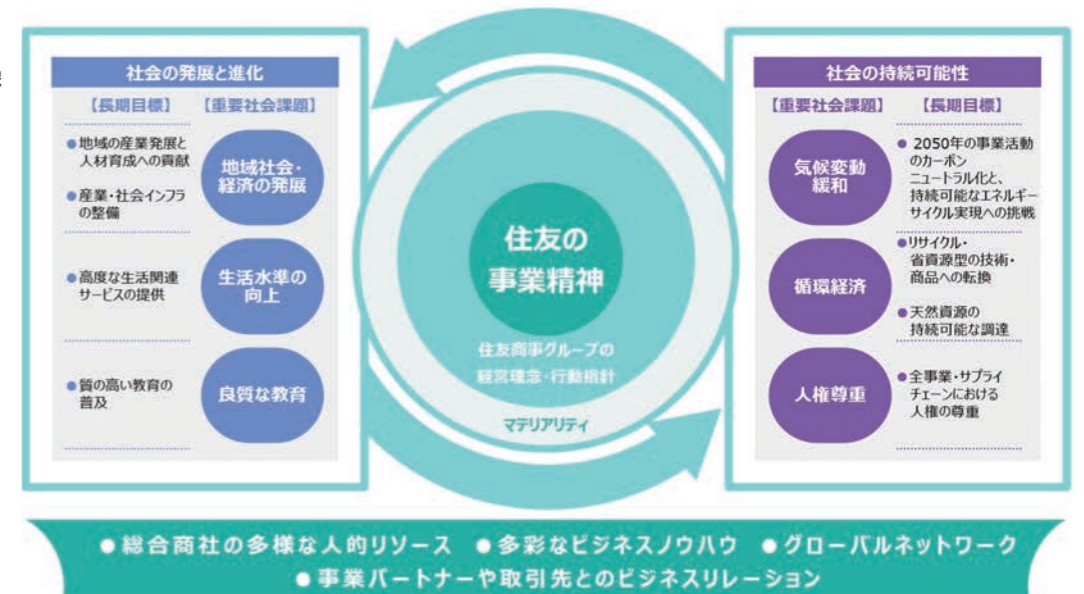 社会の発展と進化
【長期目標】
【重要社会課題】
●地域の産業発展と
人材育成への貢献
●産業・社会インフラ
の整備
地域社会・
経済の発展
●高度な生活関連
サービスの提供
生活水準の
向上
●質の高い教育の
普及
良質な教育
住友の
事業精神
住友商事グループの
経営理念・行動指針
マテリアリティ
社会の持続可能性
【重要社会課題】
【長期目標】
気候変動
緩和
● 2050年の事業活動
のカーボン
ニュートラル化と、
持続可能なエネルギー
サイクル実現への挑戦
循環経済
●リサイクル・
省資源型の技術・
商品への転換
●天然資源の
持続可能な調達
人権尊重
●全事業・サプライ
チェーンにおける
人権の尊重
●総合商社の多様な人的リソース ●多彩なビジネスノウハウ ●グローバルネットワーク
●事業パートナーや取引先とのビジネスリレーション